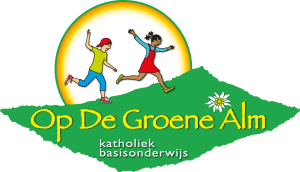 Op De Groene Alm
katholiek
basisonderwijs